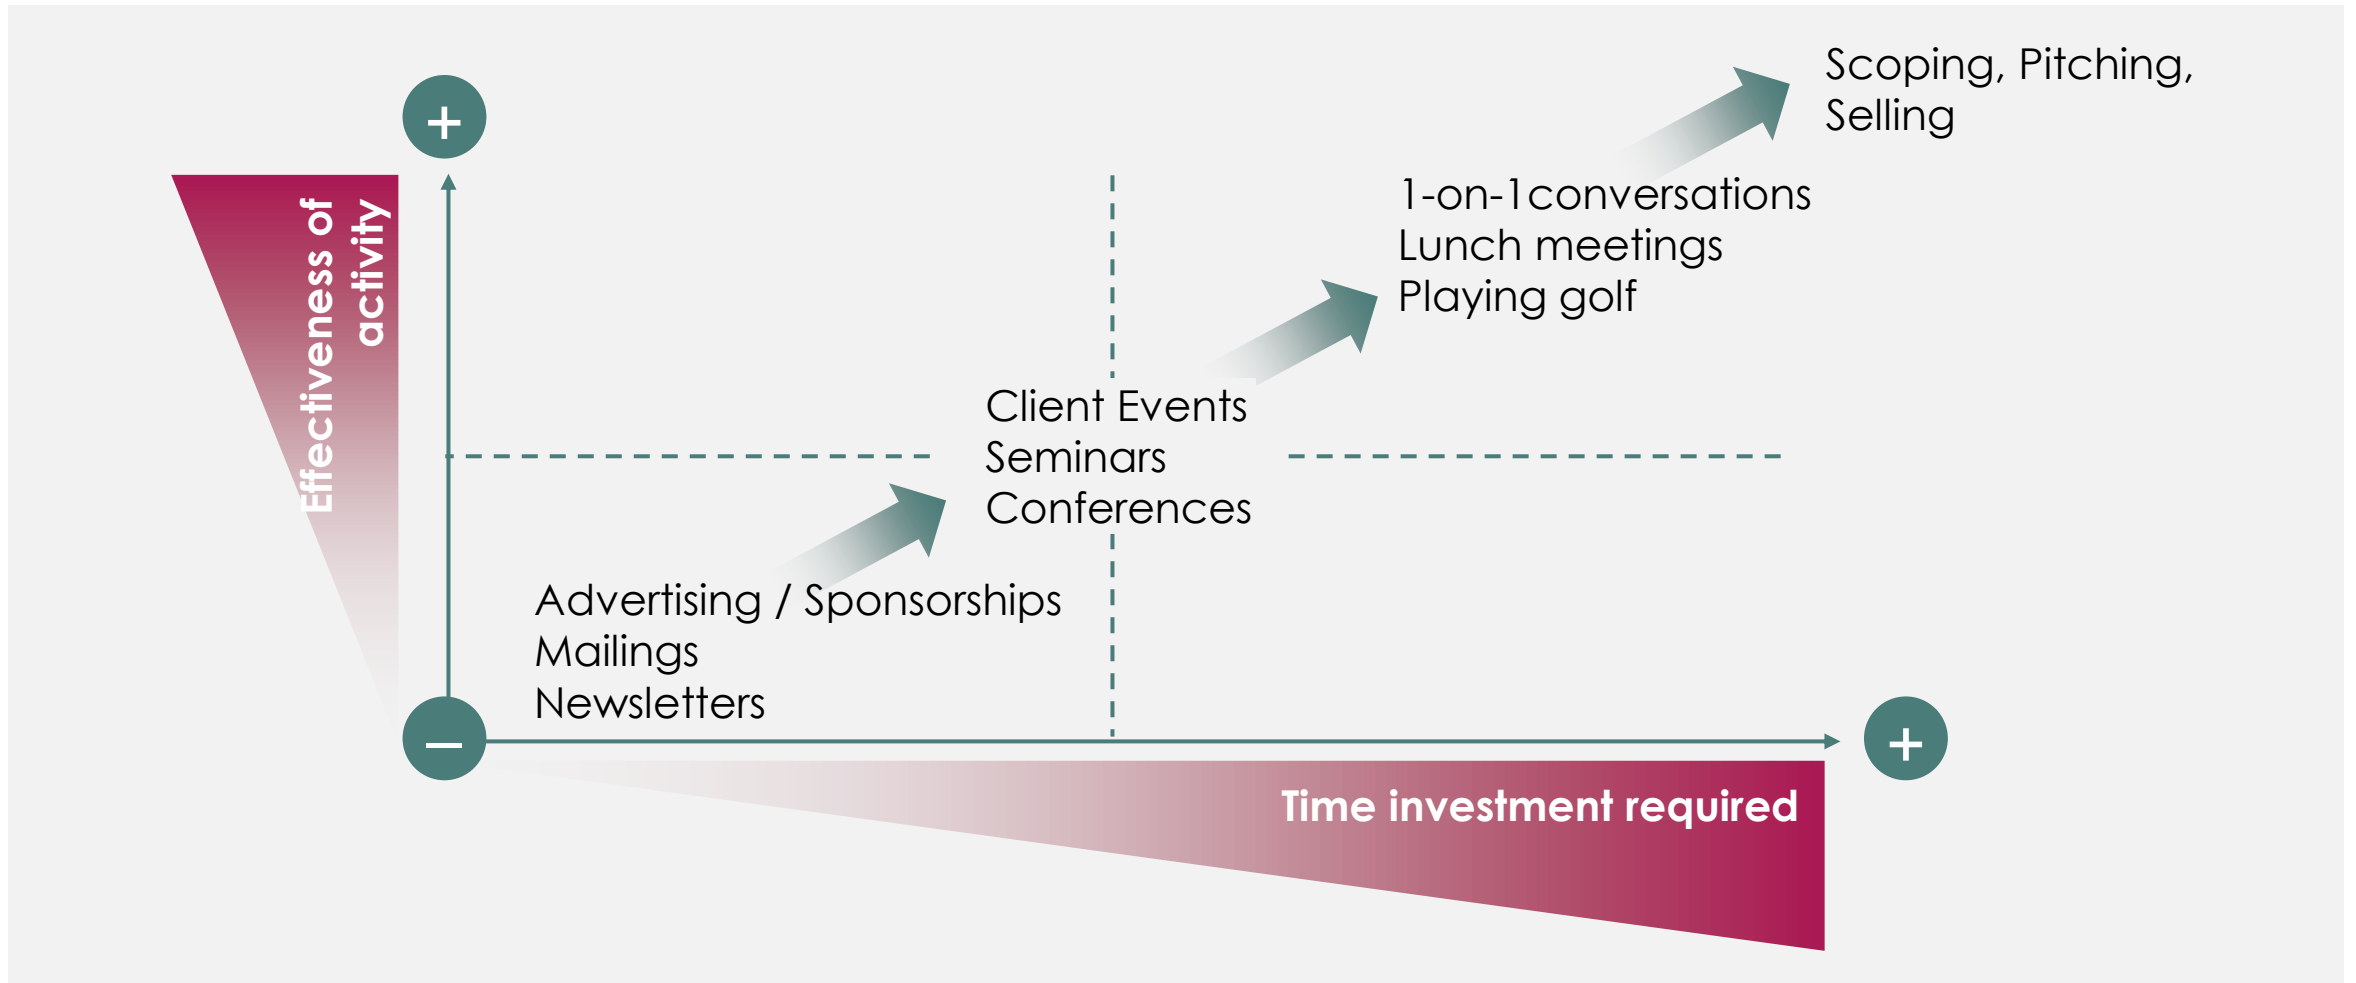 +
Scoping, Pitching,
Selling
Effectiveness of
activity
1-on-1conversations
Lunch meetings
Playing golf
Client Events
Seminars
Conferences
Advertising / Sponsorships
Mailings
Newsletters
–
+
Time investment required